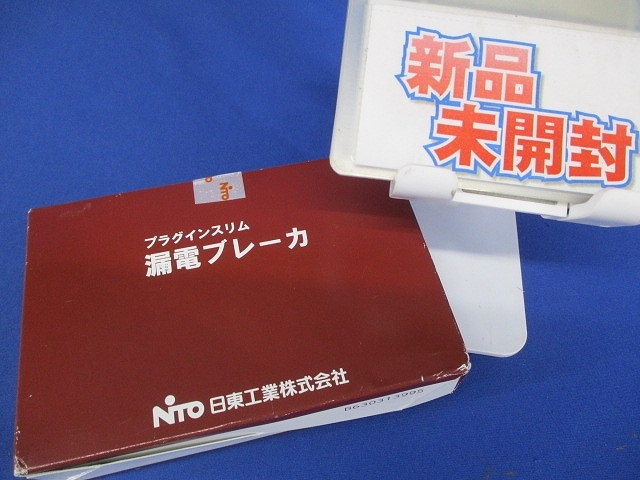 新品
未開封
プラグインスリム
漏電ブレーカ
NITO 日東工業株式会社
B630313995